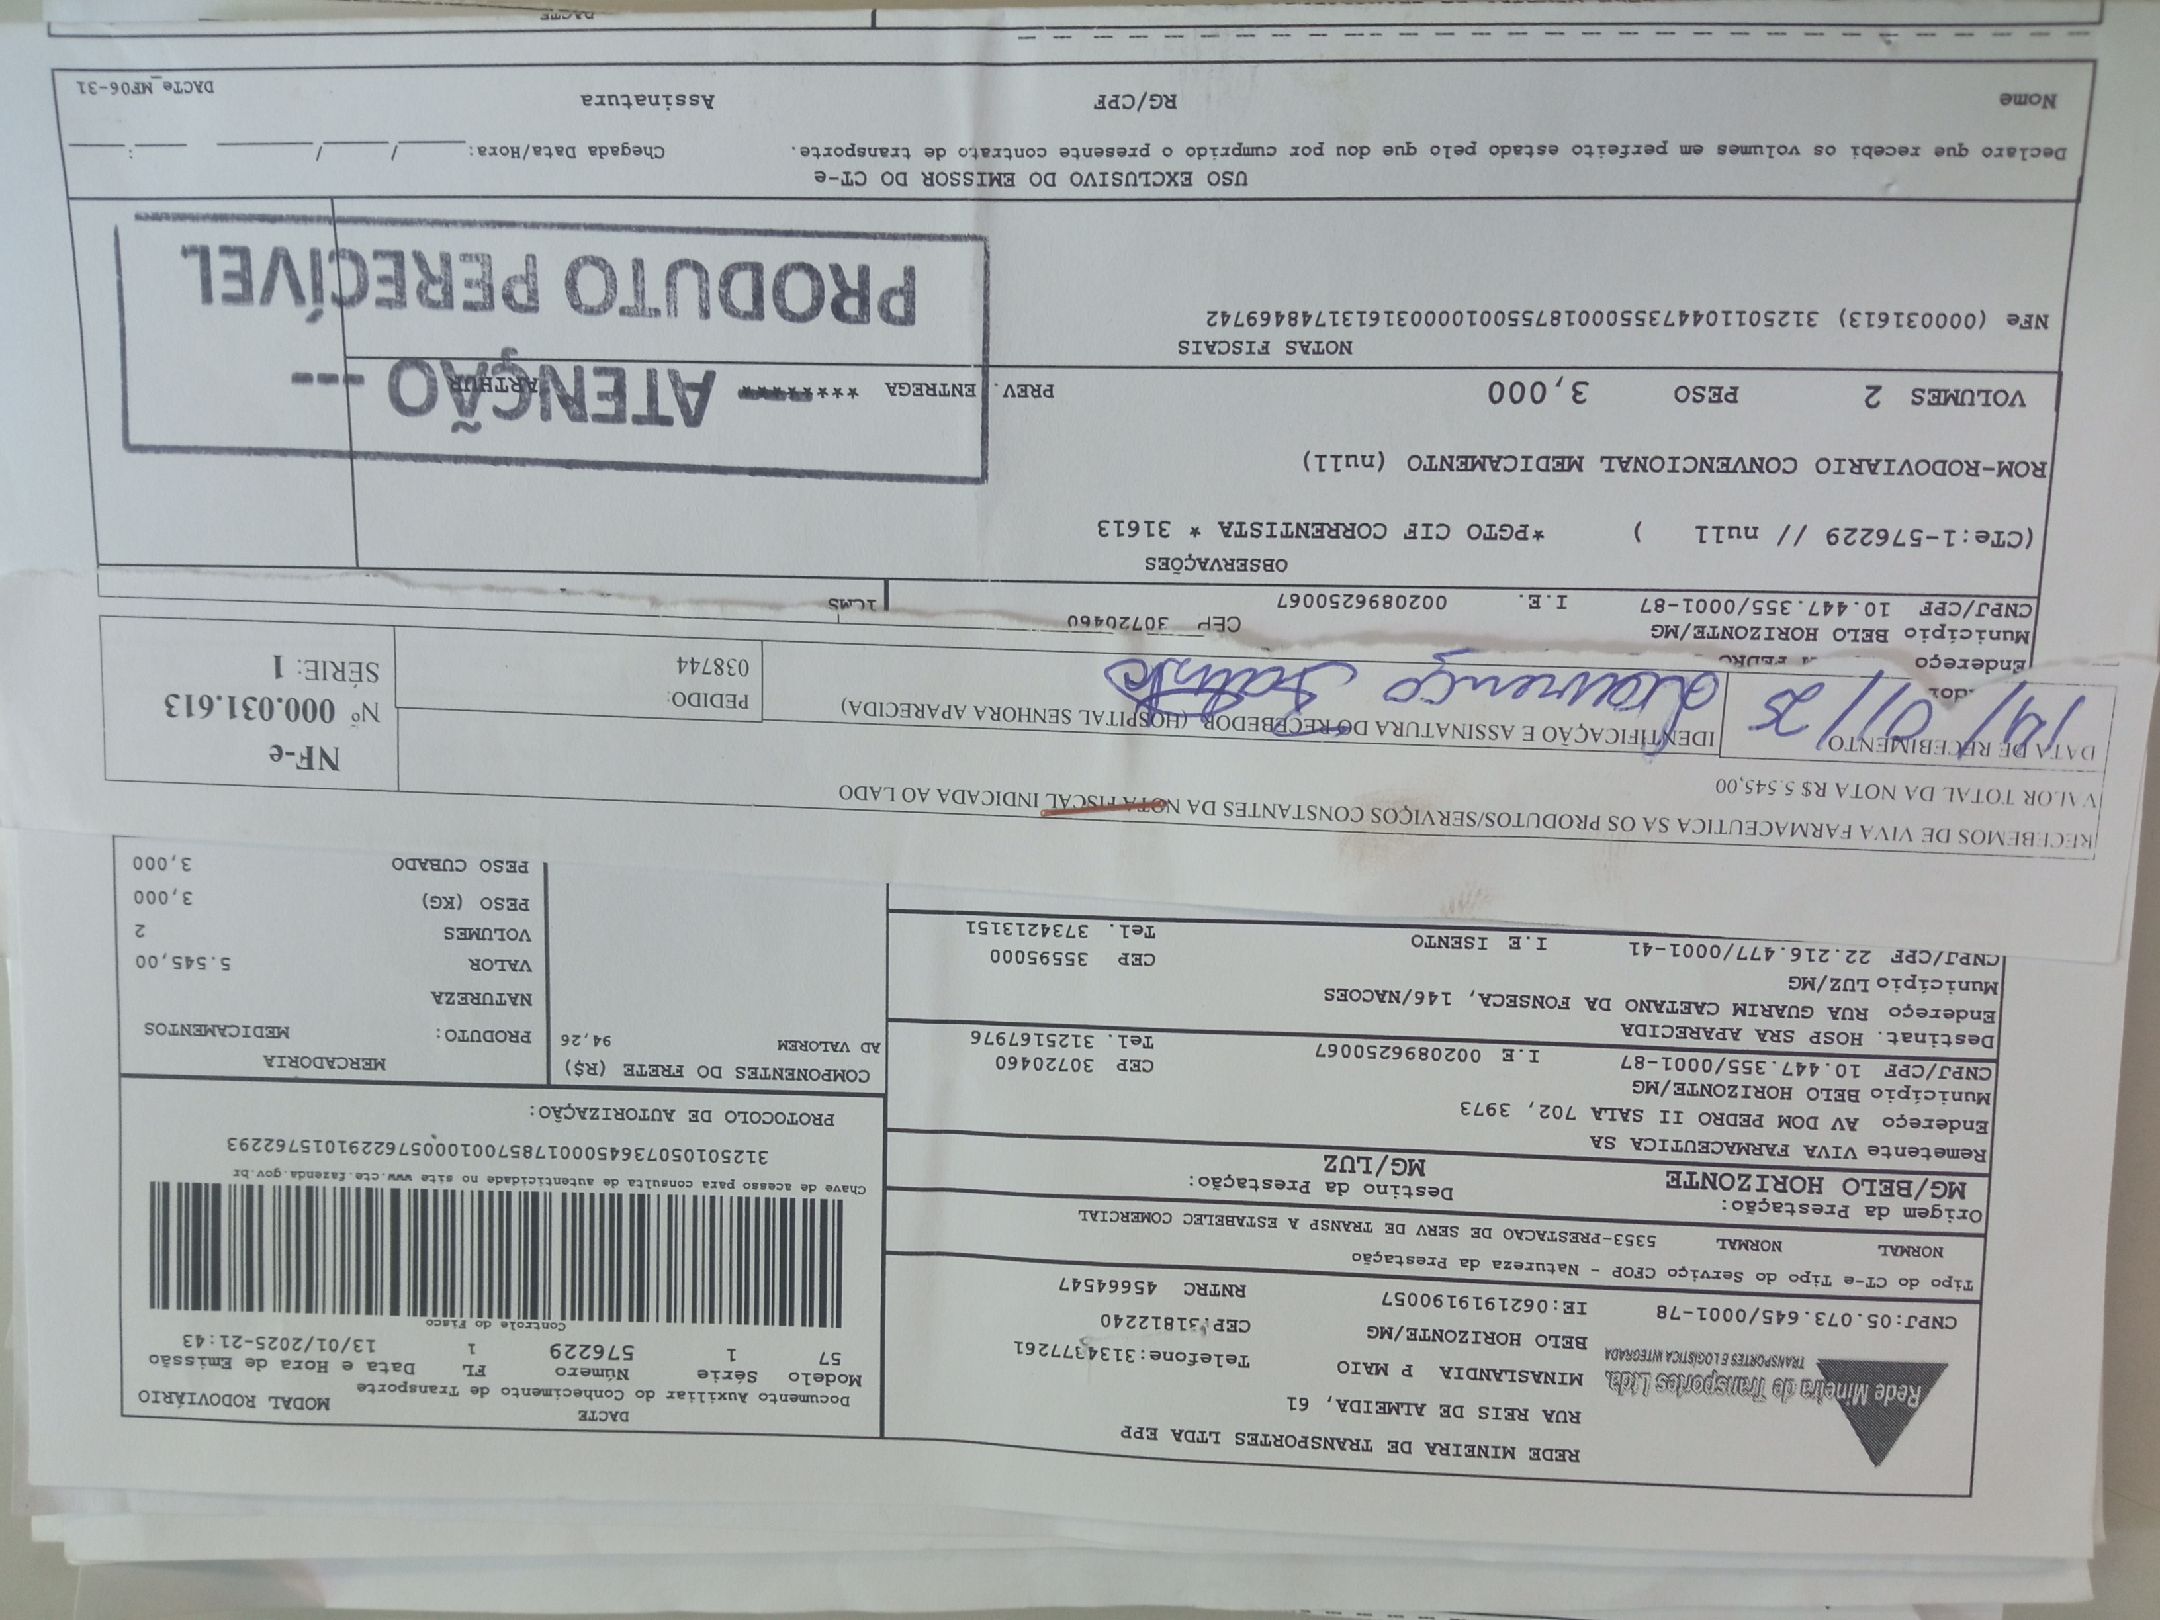 REDE MINEIRA DE TRANSPORTES LTDA EPP
RUA REIS DE ALMEIDA, 61
Rede Mineira de Transportes Ltda.
TRANSPORTES E LOGÍSTICA INTEGRADA
MINASLANDIA P MAIO Telefone:3134377261
BELO HORIZONTE/MG CEP:31812240
CNPJ:05.073.645/0001-78 IE:0621919190057 RNTRC 45664547
DACTE MODAL RODOVIÁRIO
Documento Auxiliar do Conhecimento de Transporte
Modelo Série Número FL Data e Hora de Emissão
57 1 576229 1 13/01/2025-21:43
Controle do Fisco
Tipo do CT-e Tipo do Serviço CFOP - Natureza da Prestação
NORMAL NORMAL 5353-PRESTACAO DE SERV DE TRANSP A ESTABELEC COMERCIAL
Origem da Prestação: Destino da Prestação:
MG/BELO HORIZONTE MG/LUZ
Chave de acesso para consulta de autenticidade no site www.cte.fazenda.gov.br
31250105073645000178570010005762291015762293
PROTOCOLO DE AUTORIZAÇÃO:
Remetente VIVA FARMACEUTICA SA
Endereço AV DOM PEDRO II SALA 702, 3973
Município BELO HORIZONTE/MG CEP 30720460
CNPJ/CPF 10.447.355/0001-87 I.E 0020896250067 Tel. 3125167976
Destinat. HOSP SRA APARECIDA
Endereço RUA GUARIM CAETANO DA FONSECA, 146/NACOES
Município LUZ/MG CEP 35595000
CNPJ/CPF 22.216.477/0001-41 I.E ISENTO Tel. 3734213151
COMPONENTES DO FRETE (R$)
AD VALOREM 94,26
MERCADORIA
PRODUTO: MEDICAMENTOS
NATUREZA
VALOR 5.545,00
VOLUMES 2
PESO (KG) 3,000
PESO CUBADO 3,000
RECEBEMOS DE VIVA FARMACEUTICA SA OS PRODUTOS/SERVIÇOS CONSTANTES DA NOTA FISCAL INDICADA AO LADO
VALOR TOTAL DA NOTA R$ 5.545,00
DATA DE RECEBIMENTO
14/01/25
IDENTIFICAÇÃO E ASSINATURA DO RECEBEDOR (HOSPITAL SENHORA APARECIDA)
PEDIDO:
038744
NF-e
Nº 000.031.613
SÉRIE: 1
Endereço
Município BELO HORIZONTE/MG CEP 30720460
CNPJ/CPF 10.447.355/0001-87 I.E. 0020896250067
ICMS
OBSERVAÇÕES
(CTe:1-576229 // null ) *PGTO CIF CORRENTISTA * 31613
ROM-RODOVIARIO CONVENCIONAL MEDICAMENTO (null)
VOLUMES 2 PESO 3,000 PREV. ENTREGA ARTHUR
NOTAS FISCAIS
NFe (00031613) 31250110447355000187550010000316131748469742
ATENÇÃO ---
PRODUTO PERECÍVEL
USO EXCLUSIVO DO EMISSOR DO CT-e
Declaro que recebi os volumes em perfeito estado pelo que dou por cumprido o presente contrato de transporte. Chegada Data/Hora: / / :
Nome RG/CPF Assinatura DACTe_MF06-31
DACTE